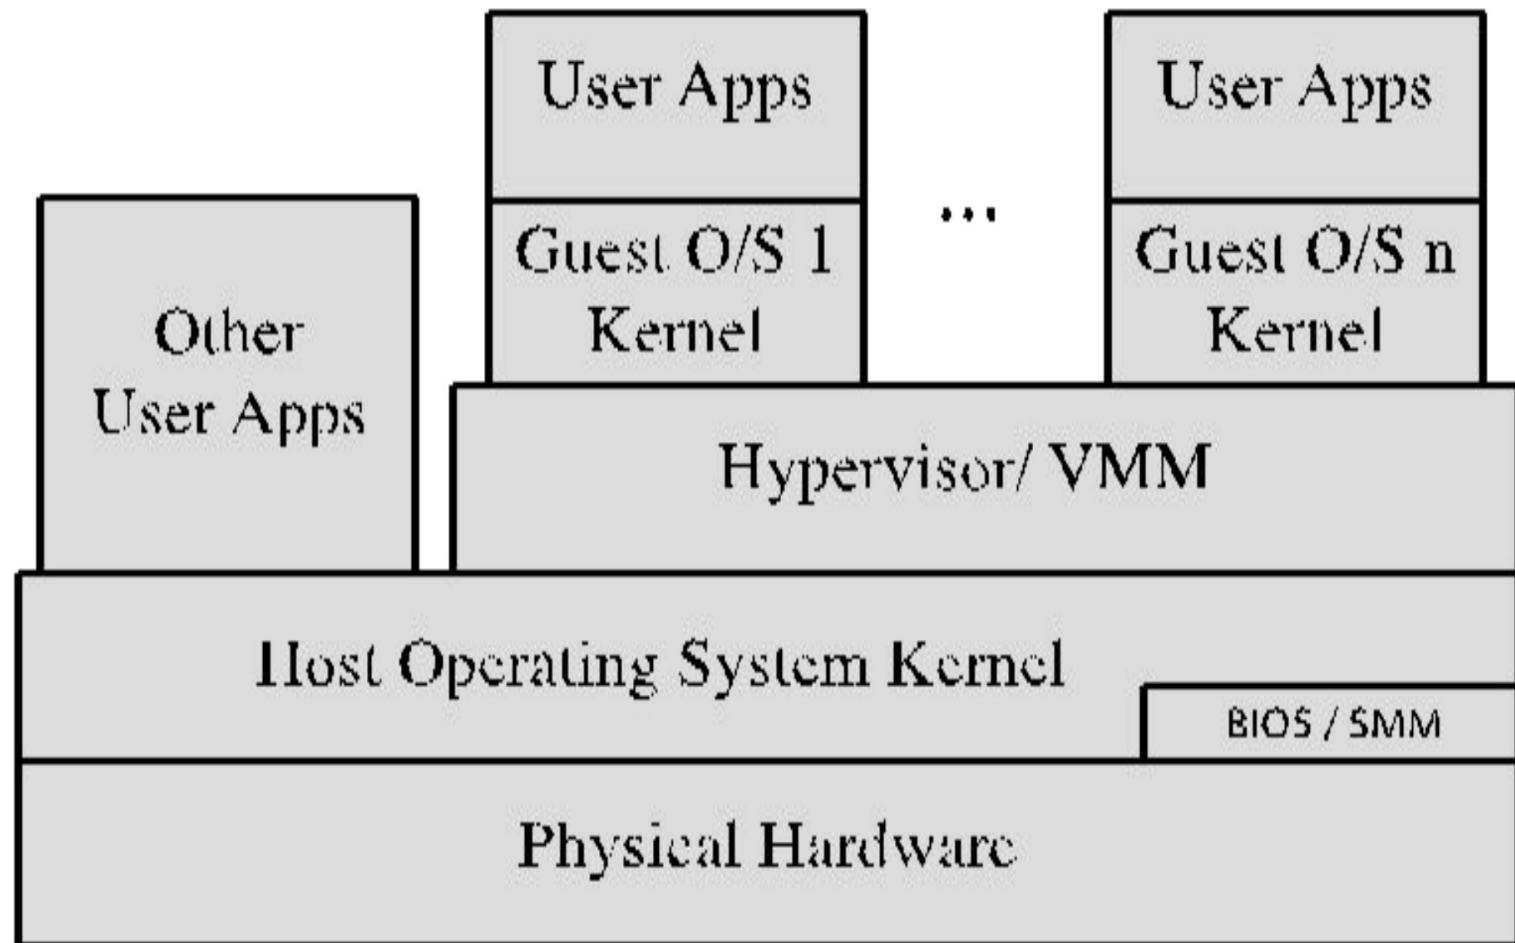 User Apps
User Apps
Guest O/S 1
Kernel
...
Guest O/S n
Kernel
Other
User Apps
Hypervisor/ VMM
Host Operating System Kernel
BIOS / SMM
Physical Hardware